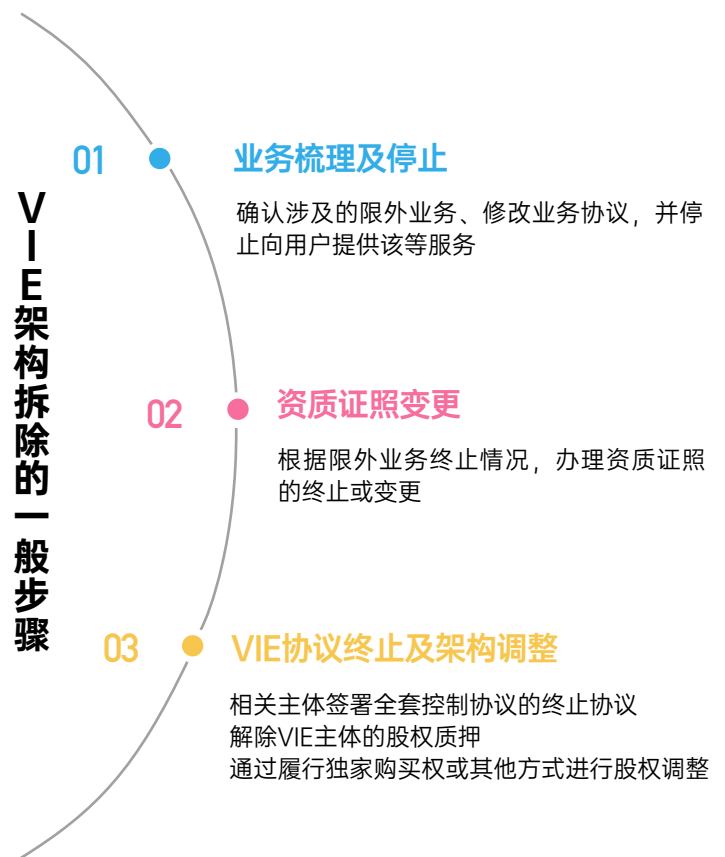 VIE架构拆除的一般步骤
01
业务梳理及停止
确认涉及的限外业务、修改业务协议，并停
止向用户提供该等服务
02
资质证照变更
根据限外业务终止情况，办理资质证照
的终止或变更
03
VIE协议终止及架构调整
相关主体签署全套控制协议的终止协议
解除VIE主体的股权质押
通过履行独家购买权或其他方式进行股权调整